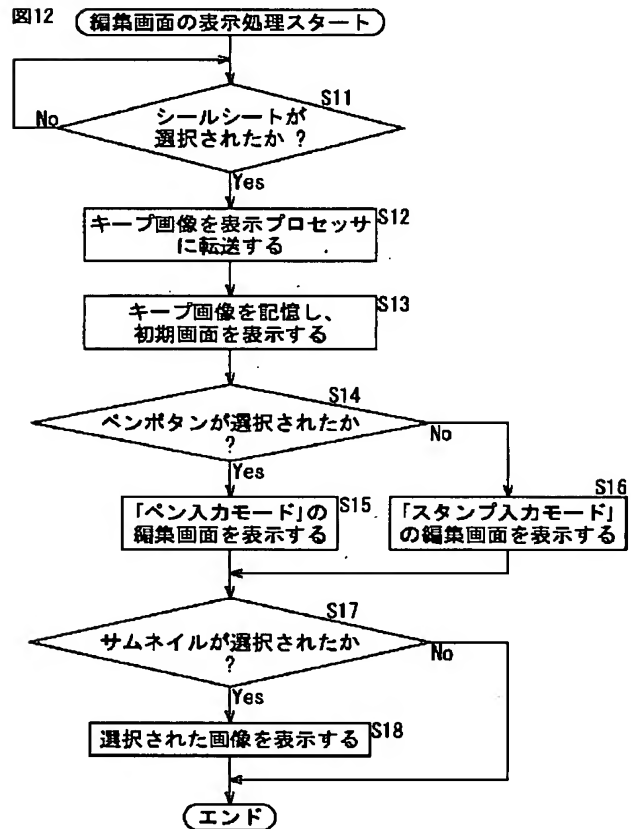 図12
編集画面の表示処理スタート
S11
シールシートが
選択されたか ?
No
Yes
S12
キープ画像を表示プロセッサ
に転送する
S13
キープ画像を記憶し、
初期画面を表示する
S14
ペンボタンが選択されたか
?
No
Yes
S15
「ペン入力モード」の
編集画面を表示する
S16
「スタンプ入力モード」
の編集画面を表示する
S17
サムネイルが選択されたか
?
No
Yes
S18
選択された画像を表示する
エンド